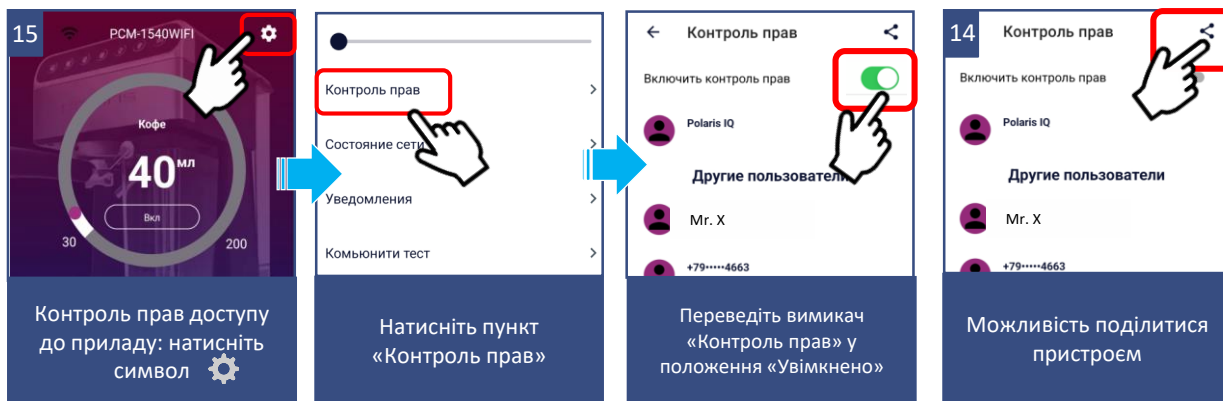 15
PCM-1540WIFI
Кофе
40 мл
Вкл
30
200
Контроль прав доступу
до приладу: натисніть
символ
Контроль прав
Состояние сети
Уведомления
Комьюнити тест
Натисніть пункт
«Контроль прав»
Контроль прав
Включить контроль прав
Polaris IQ
Другие пользователи
Mr. X
+79•••••4663
Переведіть вимикач
«Контроль прав» у
положення «Увімкнено»
14
Контроль прав
Включить контроль прав
Polaris IQ
Другие пользователи
Mr. X
+79•••••4663
Можливість поділитися
пристроєм